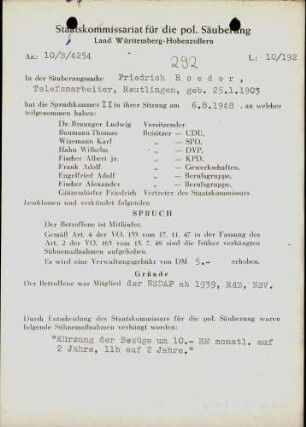 Staatskommissariat für die pol. Säuberung
Land Württemberg-Hohenzollern
Az.: 10/B/4254
292
L: 10/192
In der Säuberungssache Friedrich Roeder,
Telefonarbeiter, Reutlingen, geb. 25.1.1903
hat die Spruchkammer II in ihrer Sitzung am 6.8.1948, an welcher
teilgenommen haben:
Dr. Brauger Ludwig Vorsitzender
Baumann Thomas Beisitzer — CDU,
Wizemann Karl „ — SPD,
Hahn Wilhelm „ — DVP,
Fischer Albert jr. „ — KPD,
Frank Adolf „ — Gewerkschaften.
Engelfried Adolf „ — Berufsgruppe,
Fischer Alexander „ — Berufsgruppe.
Götzendörfer Friedrich Vertreter des Staatskommissars
beschlossen und verkündet folgenden
SPRUCH
Der Betroffene ist Mitläufer.
Gemäß Art. 4 der VO. 133 vom 17. 11. 47 in der Fassung des
Art. 2 der VO. 165 vom 13. 7. 48 sind die früher verhängten
Sühnemaßnahmen aufgehoben.
Es wird eine Verwaltungsgebühr von DM 5.- erhoben.
Gründe
Der Betroffene war Mitglied der NSDAP ab 1939, RdB, NSV.
Durch Entscheidung des Staatskommissars für die pol. Säuberung waren
folgende Sühnemaßnahmen verhängt worden:
"Kürzung der Bezüge um 10.- RM monatl. auf
2 Jahre, 11b auf 2 Jahre."